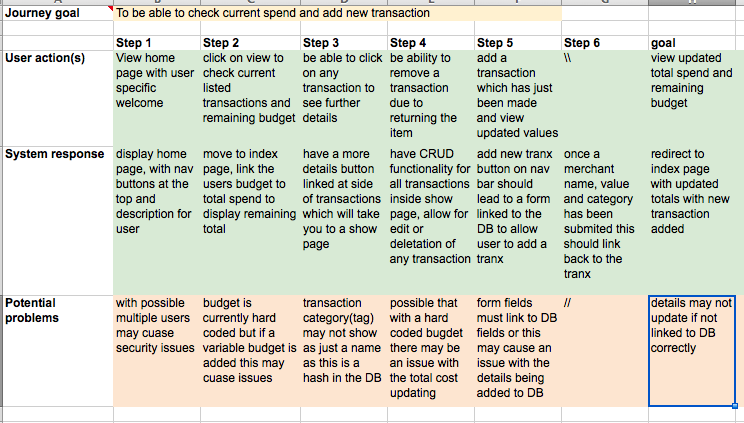 Journey goal To be able to check current spend and add new transaction
Step 1 Step 2 Step 3 Step 4 Step 5 Step 6 goal
User action(s)
View home
page with user
specific
welcome
click on view to
check current
listed
transactions and
remaining budget
be able to click
on any
transaction to
see further
details
be ability to
remove a
transaction
due to
returning the
item
add a
transaction
which has just
been made
and view
updated values
\\
view updated
total spend and
remaining
budget
System response
display home
page, with nav
buttons at the
top and
description for
user
move to index
page, link the
users budget to
total spend to
display remaining
total
have a more
details button
linked at side
of transactions
which will take
you to a show
page
have CRUD
functionality for
all transactions
inside show
page, allow for
edit or
deletation of
any transaction
add new tranx
button on nav
bar should
lead to a form
linked to the
DB to allow
user to add a
tranx
once a
merchant
name, value
and category
has been
submited this
should link
back to the
tranx
redirect to
index page
with updated
totals with new
transaction
added
Potential
problems
with possible
multiple users
may cuase
security issues
budget is
currently hard
coded but if a
variable budget is
added this may
cuase issues
transaction
category(tag)
may not show
as just a name
as this is a
hash in the DB
possible that
with a hard
coded bugdet
there may be
an issue with
the total cost
updating
form fields
must link to DB
fields or this
may cause an
issue with the
details being
added to DB
//
details may not
update if not
linked to DB
correctly